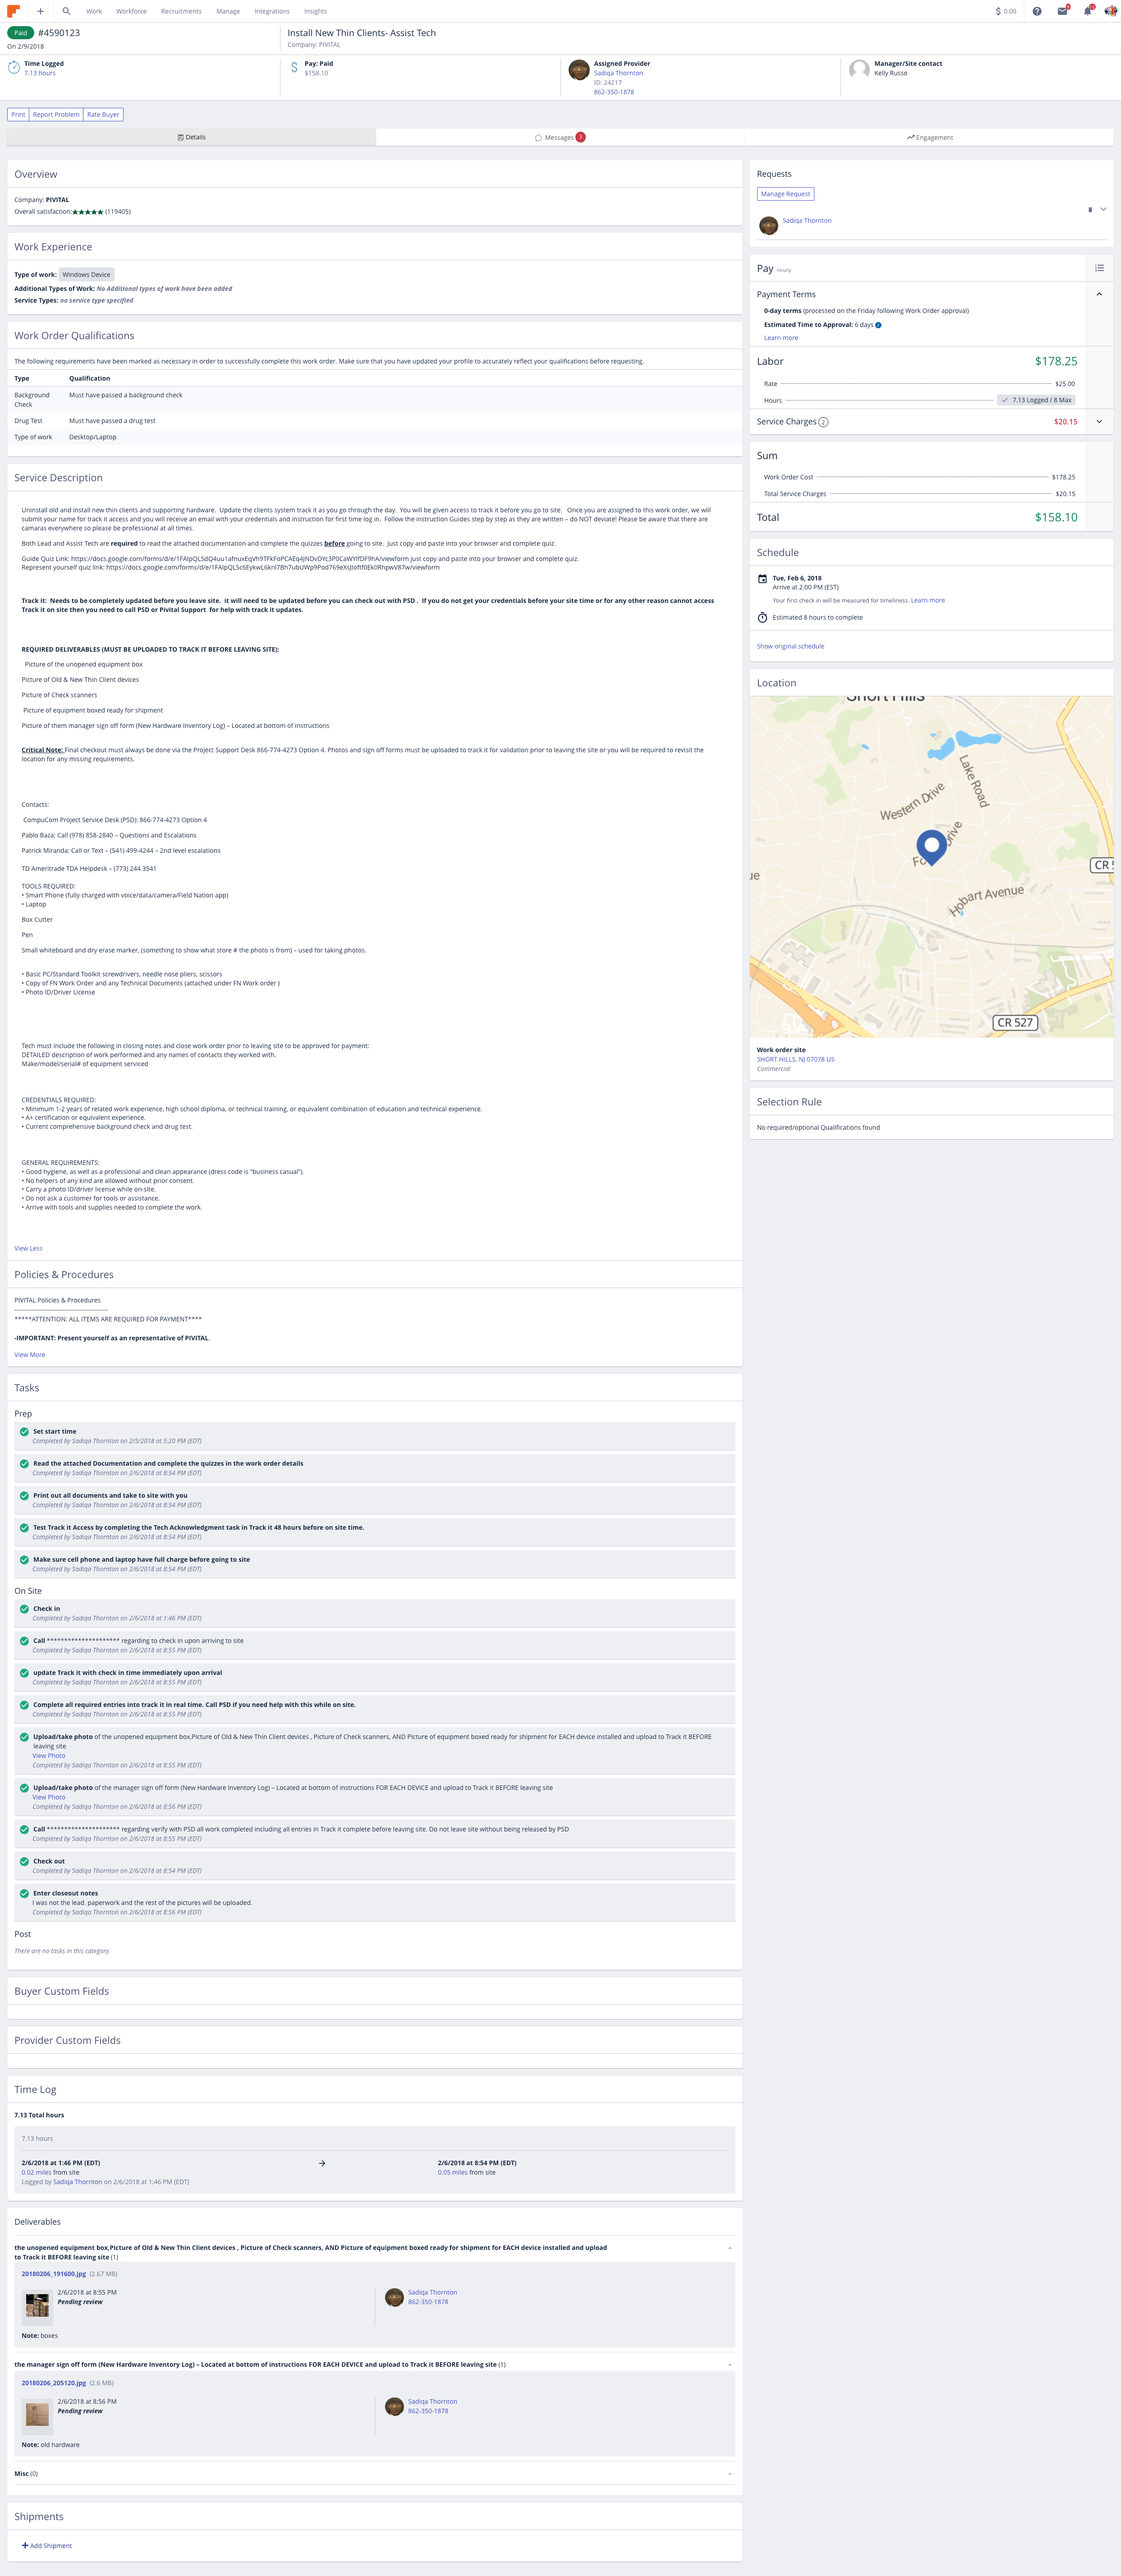 Work Workforce Recruitments Manage Integrations Insights
0.00
Paid #4590123
On 2/9/2018
Install New Thin Clients- Assist Tech
Company: PIVITAL
Time Logged
7.13 hours
Pay: Paid
$158.10
Assigned Provider
Sadiqa Thornton
ID: 24217
862-350-1878
Manager/Site contact
Kelly Russo
Print Report Problem Rate Buyer
Details
Messages
Engagement
Overview
Company: PIVITAL
Overall satisfaction:★★★★★ (119405)
Work Experience
Type of work: Windows Device
Additional Types of Work: No Additional types of work have been added
Service Types: no service type specified
Work Order Qualifications
The following requirements have been marked as necessary in order to successfully complete this work order. Make sure that you have updated your profile to accurately reflect your qualifications before requesting.
Type Qualification
Background Must have passed a background check
Check
Drug Test Must have passed a drug test
Type of work Desktop/Laptop
Service Description
Uninstall old and install new thin clients and supporting hardware. Update the clients system track it as you go through the day. You will be given access to track it before you go to site. Once you are assigned to this work order, we will
submit your name for track it access and you will receive an email with your credentials and instruction for first time log in. Follow the instruction Guides step by step as they are written – do NOT deviate! Please be aware that there are
camaras everywhere so please be professional at all times.
Both Lead and Assist Tech are required to read the attached documentation and complete the quizzes before going to site. Just copy and paste into your browser and complete quiz.
Guide Quiz Link: https://docs.google.com/forms/d/e/1FAIpQLSdQ4uu1afnuxEqVh9TFkFoPCAEq4JNDvDYc3P0CaWYlfDF9hA/viewform just copy and paste into your browser and complete quiz.
Represent yourself quiz link: https://docs.google.com/forms/d/e/1FAIpQLSc6EykwL6knl7Bh7ubUWp9Pod769eXsJloftf0Ek0RhpwV87w/viewform
Track it: Needs to be completely updated before you leave site. it will need to be updated before you can check out with PSD . If you do not get your credentials before your site time or for any other reason cannot access
Track it on site then you need to call PSD or Pivital Support for help with track it updates.
REQUIRED DELIVERABLES (MUST BE UPLOADED TO TRACK IT BEFORE LEAVING SITE):
Picture of the unopened equipment box
Picture of Old & New Thin Client devices
Picture of Check scanners
Picture of equipment boxed ready for shipment
Picture of them manager sign off form (New Hardware Inventory Log) – Located at bottom of instructions
Critical Note: Final checkout must always be done via the Project Support Desk 866-774-4273 Option 4. Photos and sign off forms must be uploaded to track it for validation prior to leaving the site or you will be required to revisit the
location for any missing requirements.
Contacts:
CompuCom Project Service Desk (PSD): 866-774-4273 Option 4
Pablo Baza: Call (978) 858-2840 – Questions and Escalations
Patrick Miranda: Call or Text – (541) 499-4244 – 2nd level escalations
TD Ameritrade TDA Helpdesk – (773) 244 3541
TOOLS REQUIRED:
• Smart Phone (fully charged with voice/data/camera/Field Nation app)
• Laptop
Box Cutter
Pen
Small whiteboard and dry erase marker, (something to show what store # the photo is from) – used for taking photos.
• Basic PC/Standard Toolkit screwdrivers, needle nose pliers, scissors
• Copy of FN Work Order and any Technical Documents (attached under FN Work order )
• Photo ID/Driver License
Tech must include the following in closing notes and close work order prior to leaving site to be approved for payment:
DETAILED description of work performed and any names of contacts they worked with.
Make/model/serial# of equipment serviced
CREDENTIALS REQUIRED:
• Minimum 1-2 years of related work experience, high school diploma, or technical training, or equivalent combination of education and technical experience.
• A+ certification or equivalent experience.
• Current comprehensive background check and drug test.
GENERAL REQUIREMENTS:
• Good hygiene, as well as a professional and clean appearance (dress code is "business casual").
• No helpers of any kind are allowed without prior consent.
• Carry a photo ID/driver license while on-site.
• Do not ask a customer for tools or assistance.
• Arrive with tools and supplies needed to complete the work.
View Less
Policies & Procedures
PIVITAL Policies & Procedures
----------------------------------------------
*****ATTENTION: ALL ITEMS ARE REQUIRED FOR PAYMENT****
-IMPORTANT: Present yourself as an representative of PIVITAL.
View More
Tasks
Prep
Set start time
Completed by Sadiqa Thornton on 2/5/2018 at 5:20 PM (EDT)
Read the attached Documentation and complete the quizzes in the work order details
Completed by Sadiqa Thornton on 2/6/2018 at 8:54 PM (EDT)
Print out all documents and take to site with you
Completed by Sadiqa Thornton on 2/6/2018 at 8:54 PM (EDT)
Test Track it Access by completing the Tech Acknowledgment task in Track it 48 hours before on site time.
Completed by Sadiqa Thornton on 2/6/2018 at 8:54 PM (EDT)
Make sure cell phone and laptop have full charge before going to site
Completed by Sadiqa Thornton on 2/6/2018 at 8:54 PM (EDT)
On Site
Check in
Completed by Sadiqa Thornton on 2/6/2018 at 1:46 PM (EDT)
Call ********************* regarding to check in upon arriving to site
Completed by Sadiqa Thornton on 2/6/2018 at 8:55 PM (EDT)
update Track it with check in time immediately upon arrival
Completed by Sadiqa Thornton on 2/6/2018 at 8:55 PM (EDT)
Complete all required entries into track it in real time. Call PSD if you need help with this while on site.
Completed by Sadiqa Thornton on 2/6/2018 at 8:55 PM (EDT)
Upload/take photo of the unopened equipment box,Picture of Old & New Thin Client devices , Picture of Check scanners, AND Picture of equipment boxed ready for shipment for EACH device installed and upload to Track it BEFORE
leaving site
View Photo
Completed by Sadiqa Thornton on 2/6/2018 at 8:55 PM (EDT)
Upload/take photo of the manager sign off form (New Hardware Inventory Log) – Located at bottom of instructions FOR EACH DEVICE and upload to Track it BEFORE leaving site
View Photo
Completed by Sadiqa Thornton on 2/6/2018 at 8:56 PM (EDT)
Call ********************* regarding verify with PSD all work completed including all entries in Track it complete before leaving site. Do not leave site without being released by PSD
Completed by Sadiqa Thornton on 2/6/2018 at 8:55 PM (EDT)
Check out
Completed by Sadiqa Thornton on 2/6/2018 at 8:54 PM (EDT)
Enter closeout notes
I was not the lead. paperwork and the rest of the pictures will be uploaded.
Completed by Sadiqa Thornton on 2/6/2018 at 8:56 PM (EDT)
Post
There are no tasks in this category.
Buyer Custom Fields
Provider Custom Fields
Time Log
7.13 Total hours
7.13 hours
2/6/2018 at 1:46 PM (EDT) → 2/6/2018 at 8:54 PM (EDT)
0.02 miles from site 0.05 miles from site
Logged by Sadiqa Thornton on 2/6/2018 at 1:46 PM (EDT)
Deliverables
the unopened equipment box,Picture of Old & New Thin Client devices , Picture of Check scanners, AND Picture of equipment boxed ready for shipment for EACH device installed and upload
to Track it BEFORE leaving site (1)
20180206_191600.jpg (2.67 MB)
2/6/2018 at 8:55 PM
Pending review
Sadiqa Thornton
862-350-1878
Note: boxes
the manager sign off form (New Hardware Inventory Log) – Located at bottom of instructions FOR EACH DEVICE and upload to Track it BEFORE leaving site (1)
20180206_205120.jpg (2.6 MB)
2/6/2018 at 8:56 PM
Pending review
Sadiqa Thornton
862-350-1878
Note: old hardware
Misc (0)
Shipments
Add Shipment
Requests
Manage Request
Sadiqa Thornton
Pay Hourly
Payment Terms
0-day terms (processed on the Friday following Work Order approval)
Estimated Time to Approval: 6 days
Learn more
Labor $178.25
Rate $25.00
Hours 7.13 Logged / 8 Max
Service Charges 2 $20.15
Sum
Work Order Cost $178.25
Total Service Charges $20.15
Total $158.10
Schedule
Tue, Feb 6, 2018
Arrive at 2:00 PM (EST)
Your first check in will be measured for timeliness. Learn more
Estimated 8 hours to complete
Show original schedule
Location
Short Hills
Lake Road
Western Drive
Hobart Avenue
CR 527
Work order site
SHORT HILLS, NJ 07078 US
Commercial
Selection Rule
No required/optional Qualifications found